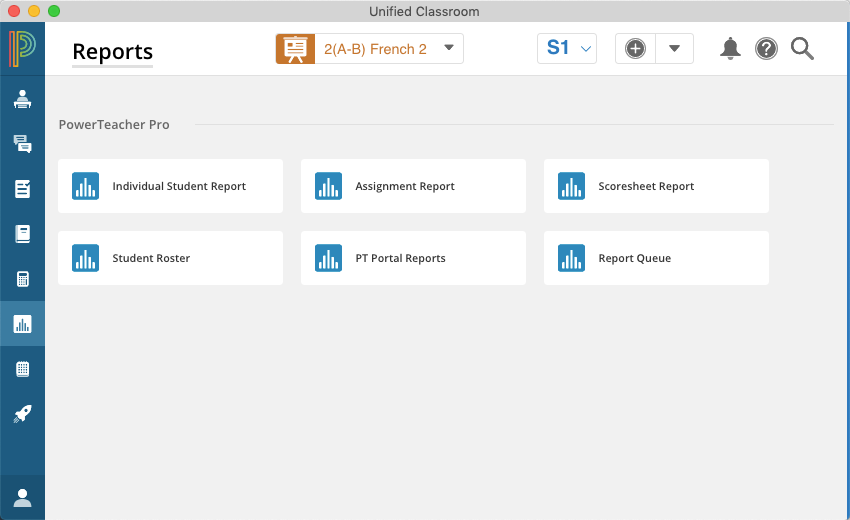 Unified Classroom
Reports
2(A-B) French 2
S1
PowerTeacher Pro
Individual Student Report
Assignment Report
Scoresheet Report
Student Roster
PT Portal Reports
Report Queue